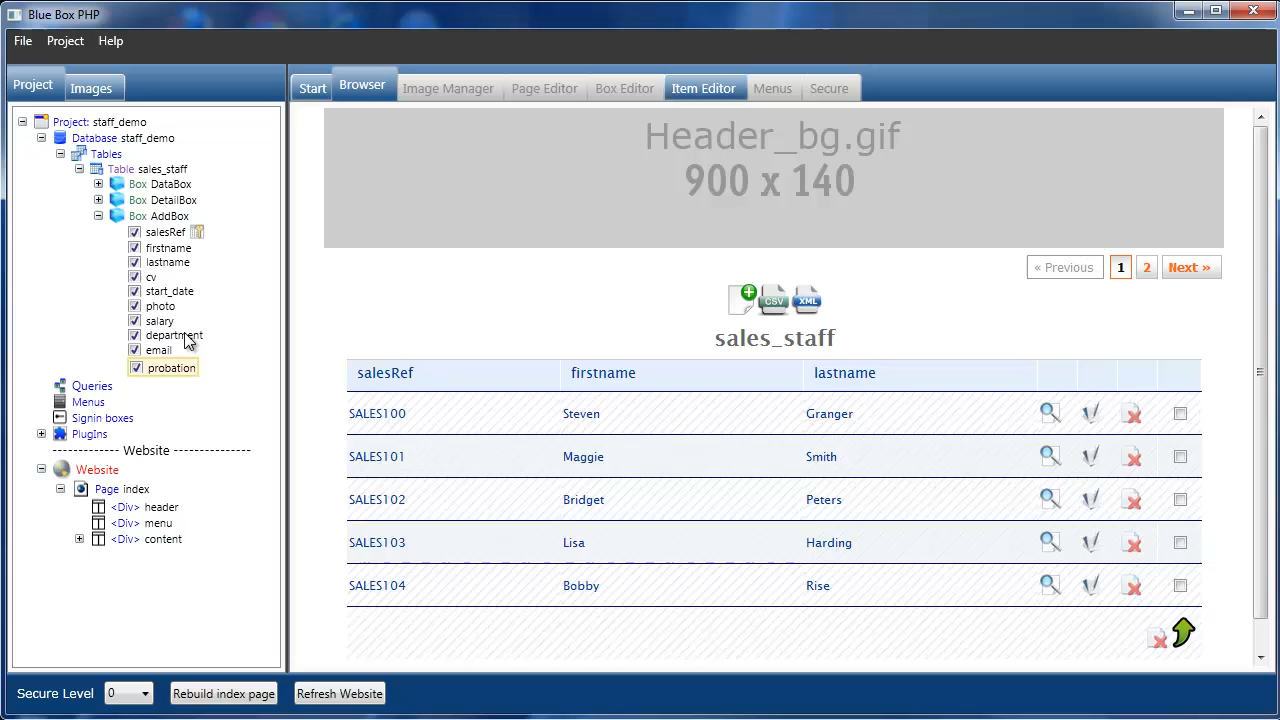 Blue Box PHP
File Project Help
Project Images
Start Browser Image Manager Page Editor Box Editor Item Editor Menus Secure
Project: staff_demo
Database staff_demo
Tables
Table sales_staff
Box DataBox
Box DetailBox
Box AddBox
salesRef
firstname
lastname
cv
start_date
photo
salary
department
email
probation
Queries
Menus
Signin boxes
PlugIns
------------ Website --------------
Website
Page index
<Div> header
<Div> menu
<Div> content
Header_bg.gif
900 x 140
« Previous 1 2 Next »
CSV XML
sales_staff
salesRef firstname lastname
SALES100 Steven Granger
SALES101 Maggie Smith
SALES102 Bridget Peters
SALES103 Lisa Harding
SALES104 Bobby Rise
Secure Level 0 Rebuild index page Refresh Website